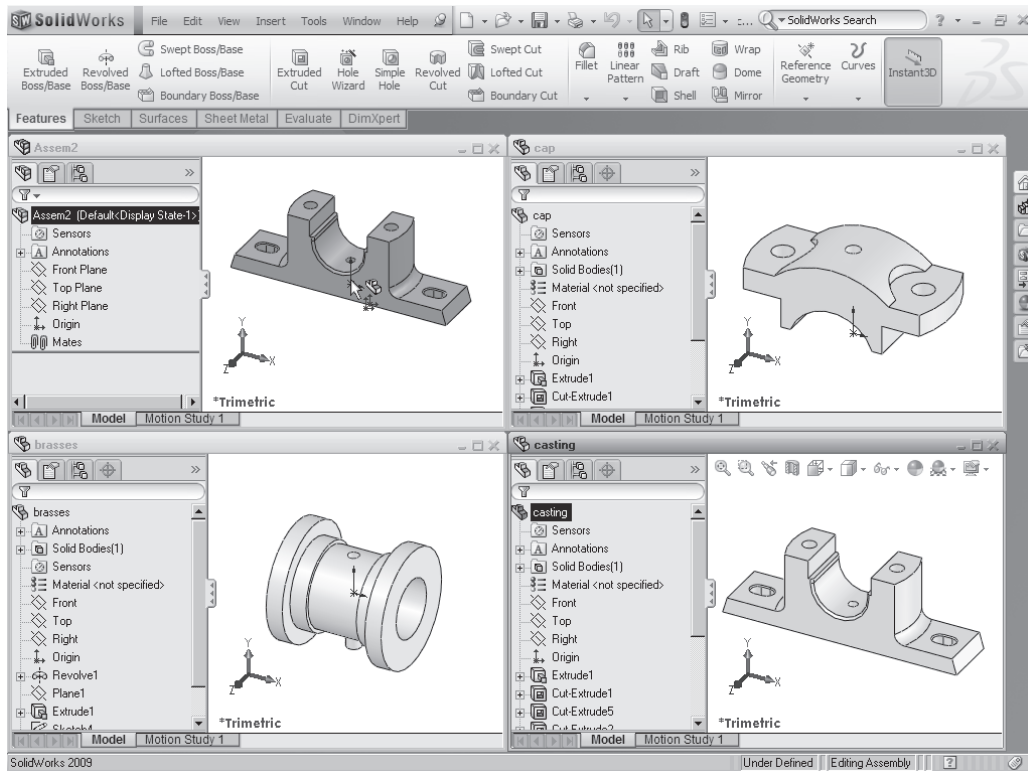 SolidWorks File Edit View Insert Tools Window Help SolidWorks Search ?
Extruded Boss/Base
Revolved Boss/Base
Swept Boss/Base
Lofted Boss/Base
Boundary Boss/Base
Extruded Cut
Hole Wizard
Simple Hole
Revolved Cut
Swept Cut
Lofted Cut
Boundary Cut
Fillet
Linear Pattern
Rib
Draft
Shell
Wrap
Dome
Mirror
Reference Geometry
Curves
Instant3D
Features Sketch Surfaces Sheet Metal Evaluate DimXpert
Assem2
Assem2 (Default<Display State-1>
Sensors
Annotations
Front Plane
Top Plane
Right Plane
Origin
Mates
Y
X
Z
*Trimetric
Model Motion Study 1
cap
cap
Sensors
Annotations
Solid Bodies(1)
Material <not specified>
Front
Top
Right
Origin
Extrude1
Cut-Extrude1
Y
X
Z
*Trimetric
Model Motion Study 1
brasses
brasses
Annotations
Solid Bodies(1)
Sensors
Material <not specified>
Front
Top
Right
Origin
Revolve1
Plane1
Extrude1
Sketch4
Y
X
Z
*Trimetric
Model Motion Study 1
casting
casting
Sensors
Annotations
Solid Bodies(1)
Material <not specified>
Front
Top
Right
Origin
Extrude1
Cut-Extrude1
Cut-Extrude5
Cut-Extrude2
Y
X
Z
*Trimetric
Model Motion Study 1
SolidWorks 2009 Under Defined Editing Assembly ?